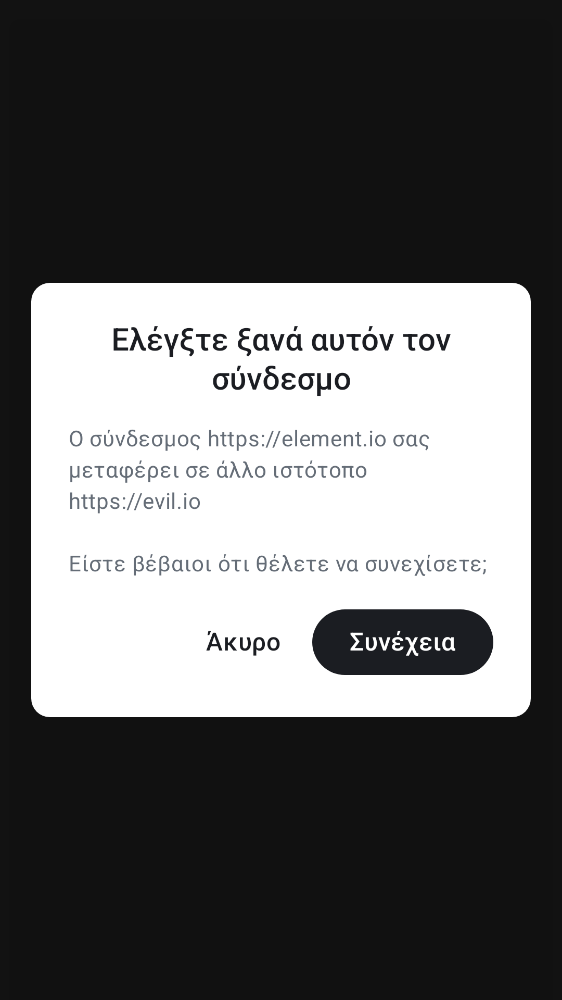 Ελέγξτε ξανά αυτόν τον
σύνδεσμο
Ο σύνδεσμος https://element.io σας
μεταφέρει σε άλλο ιστότοπο
https://evil.io
Είστε βέβαιοι ότι θέλετε να συνεχίσετε;
Άκυρο
Συνέχεια